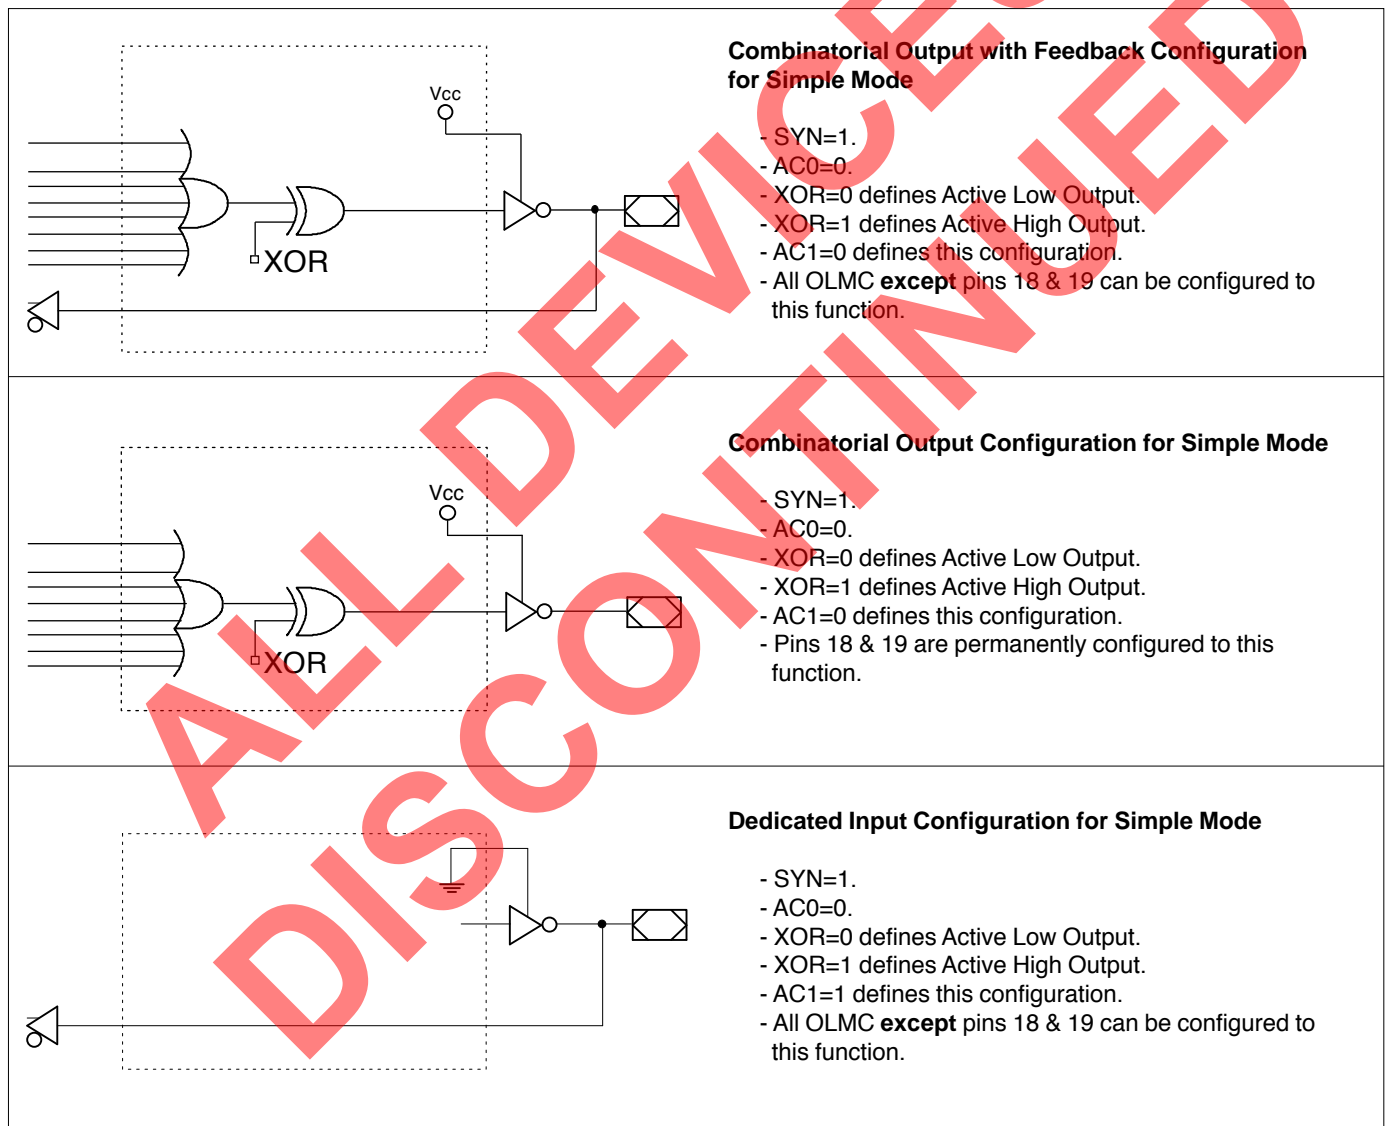 Combinatorial Output with Feedback Configuration
for Simple Mode
Vcc
- SYN=1.
- AC0=0.
- XOR=0 defines Active Low Output.
- XOR=1 defines Active High Output.
- AC1=0 defines this configuration.
- All OLMC except pins 18 & 19 can be configured to
this function.
XOR
Combinatorial Output Configuration for Simple Mode
Vcc
- SYN=1.
- AC0=0.
- XOR=0 defines Active Low Output.
- XOR=1 defines Active High Output.
- AC1=0 defines this configuration.
- Pins 18 & 19 are permanently configured to this
function.
XOR
Dedicated Input Configuration for Simple Mode
- SYN=1.
- AC0=0.
- XOR=0 defines Active Low Output.
- XOR=1 defines Active High Output.
- AC1=1 defines this configuration.
- All OLMC except pins 18 & 19 can be configured to
this function.
ALL DEVICES
DISCONTINUED